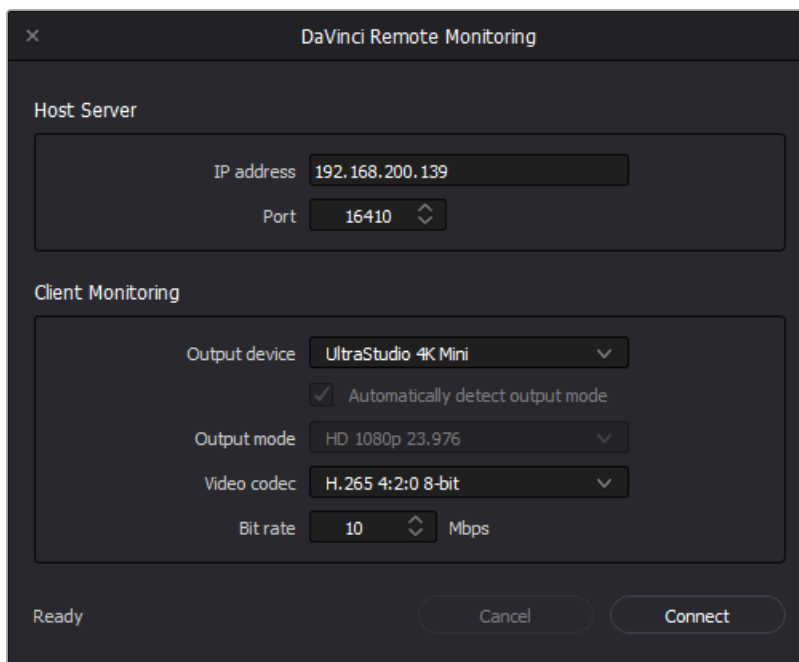 DaVinci Remote Monitoring
Host Server
IP address 192.168.200.139
Port 16410
Client Monitoring
Output device UltraStudio 4K Mini
Automatically detect output mode
Output mode HD 1080p 23.976
Video codec H.265 4:2:0 8-bit
Bit rate 10 Mbps
Ready Cancel Connect